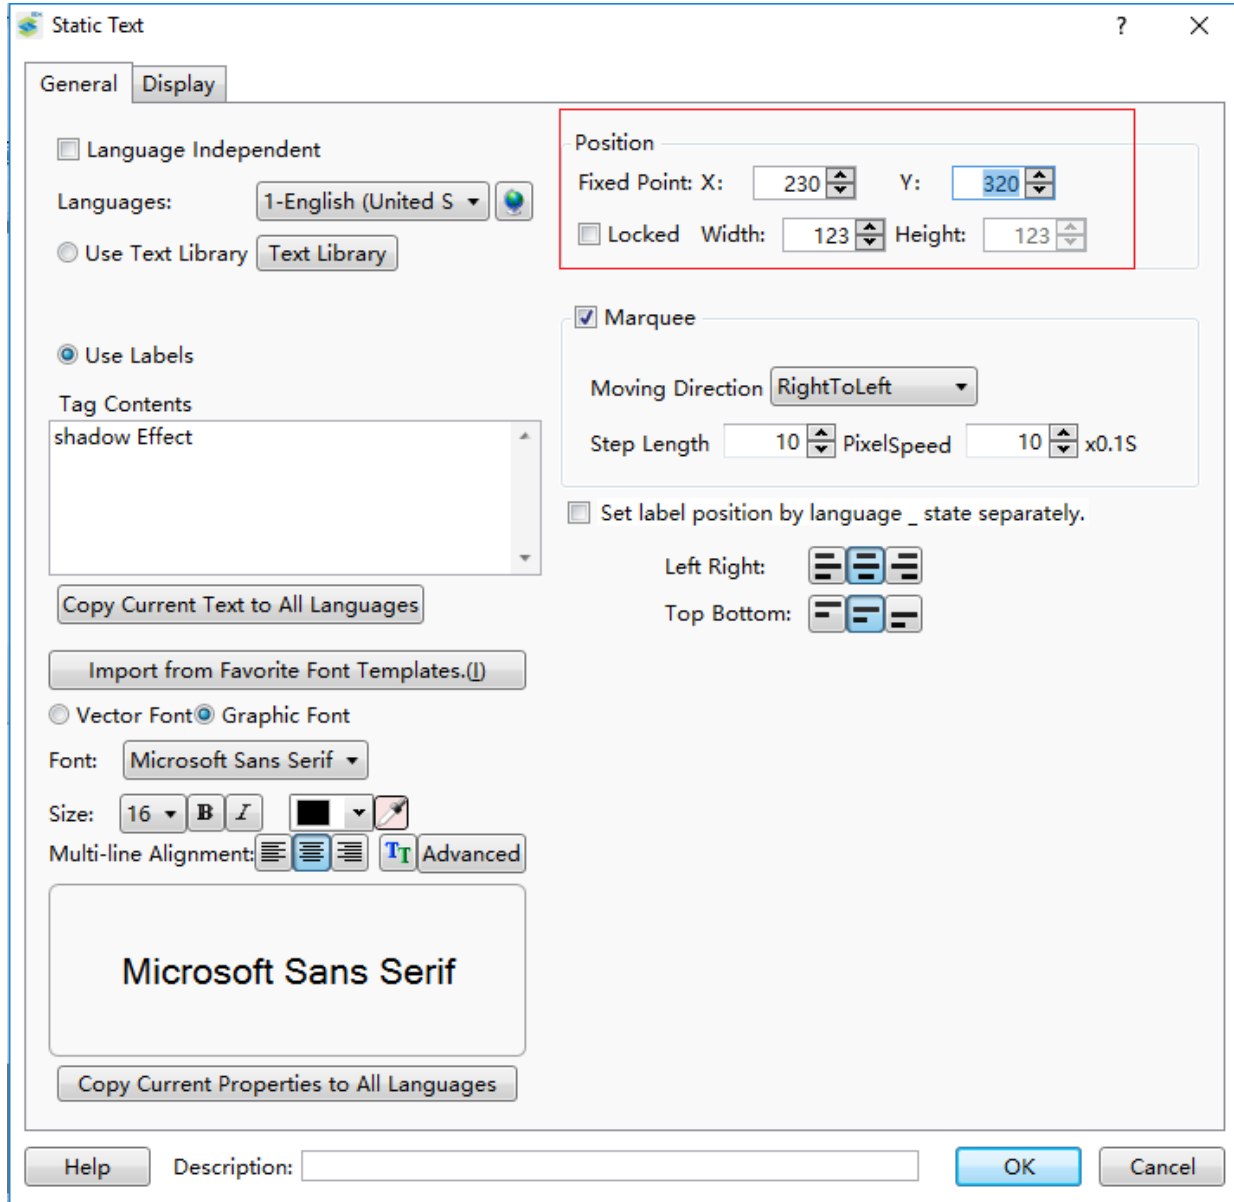 Static Text
?
General Display
Language Independent
Languages: 1-English (United S
Use Text Library Text Library
Use Labels
Tag Contents
shadow Effect
Copy Current Text to All Languages
Import from Favorite Font Templates.(I)
Vector Font Graphic Font
Font: Microsoft Sans Serif
Size: 16 B I
Multi-line Alignment: TT Advanced
Microsoft Sans Serif
Copy Current Properties to All Languages
Position
Fixed Point: X: 230 Y: 320
Locked Width: 123 Height: 123
Marquee
Moving Direction RightToLeft
Step Length 10 PixelSpeed 10 x0.1S
Set label position by language _ state separately.
Left Right:
Top Bottom:
Help Description: OK Cancel